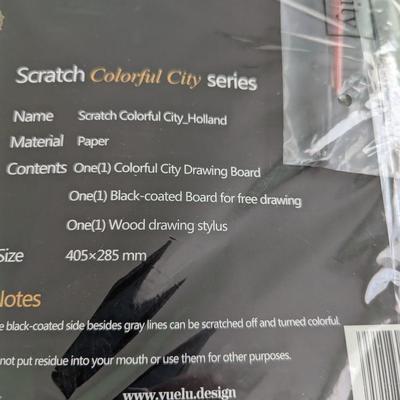 Scratch Colorful City series
Name Scratch Colorful City_Holland
Material Paper
Contents One(1) Colorful City Drawing Board
One(1) Black-coated Board for free drawing
One(1) Wood drawing stylus
Size 405×285 mm
Notes
e black-coated side besides gray lines can be scratched off and turned colorful.
not put residue into your mouth or use them for other purposes.
www.yuelu.design